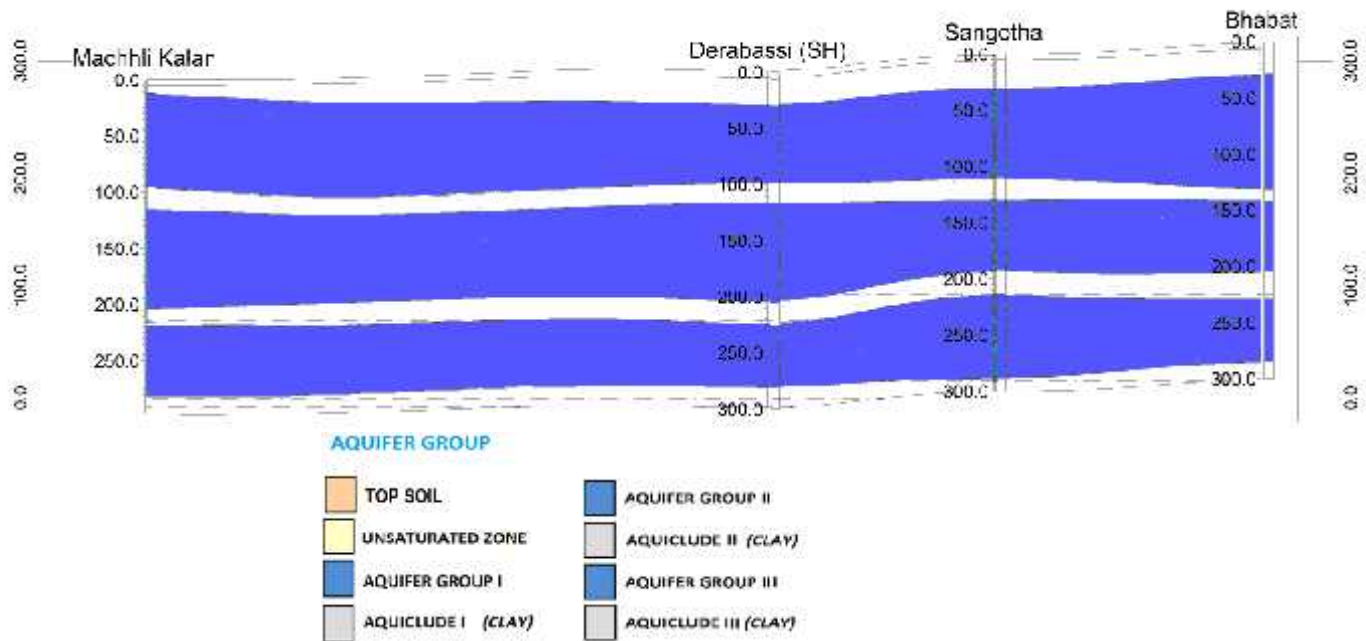 Bhabat
Sangotha
Derabassi (SH)
Machhli Kalan
300.0
200.0
100.0
0.0
0.0
50.0
100.0
150.0
200.0
250.0
0.0
50.0
100.0
150.0
200.0
250.0
300.0
0.0
50.0
100.0
150.0
200.0
250.0
300.0
0.0
50.0
100.0
150.0
200.0
250.0
300.0
300.0
200.0
100.0
0.0
AQUIFER GROUP
TOP SOIL
UNSATURATED ZONE
AQUIFER GROUP I
AQUICLUDE I (CLAY)
AQUIFER GROUP II
AQUICLUDE II (CLAY)
AQUIFER GROUP III
AQUICLUDE III (CLAY)